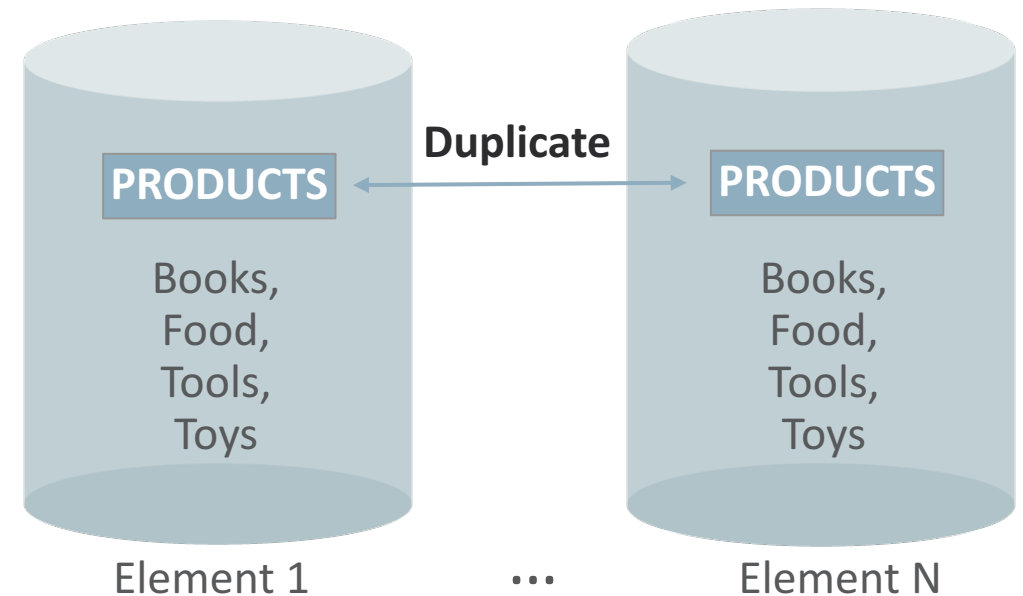 Duplicate
PRODUCTS
PRODUCTS
Books,
Food,
Tools,
Toys
Books,
Food,
Tools,
Toys
Element 1
...
Element N